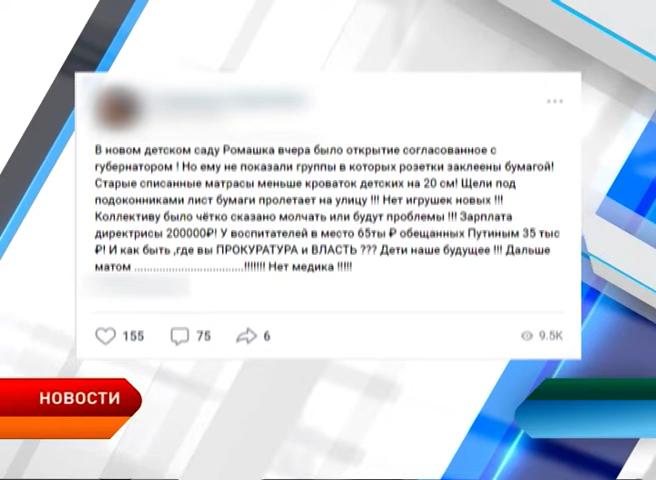 В новом детском саду Ромашка вчера было открытие согласованное с
губернатором ! Но ему не показали группы в которых розетки заклеены бумагой!
Старые списанные матрасы меньше кроваток детских на 20 см! Щели под
подоконниками лист бумаги пролетает на улицу !!! Нет игрушек новых !!!
Коллективу было чётко сказано молчать или будут проблемы !!! Зарплата
директрисы 200000₽! У воспитателей в место 65ты ₽ обещанных Путиным 35 тыс
₽! И как быть ,где вы ПРОКУРАТУРА и ВЛАСТЬ ??? Дети наше будущее !!! Дальше
матом ......................................!!!!!!! Нет медика !!!!!
155 75 6 9.5K
НОВОСТИ